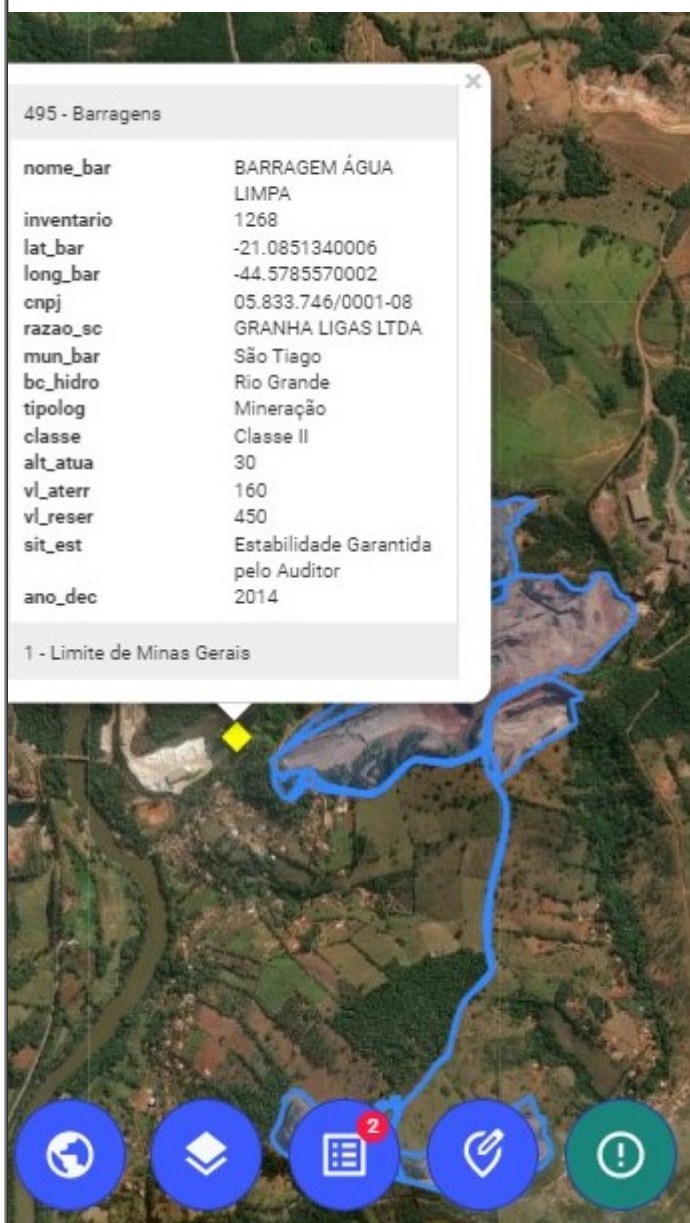 ×
495 - Barragens
nome_bar BARRAGEM ÁGUA
LIMPA
inventario 1268
lat_bar -21.0851340006
long_bar -44.5785570002
cnpj 05.833.746/0001-08
razao_sc GRANHA LIGAS LTDA
mun_bar São Tiago
bc_hidro Rio Grande
tipolog Mineração
classe Classe II
alt_atua 30
vl_aterr 160
vl_reser 450
sit_est Estabilidade Garantida
pelo Auditor
ano_dec 2014
1 - Limite de Minas Gerais
2